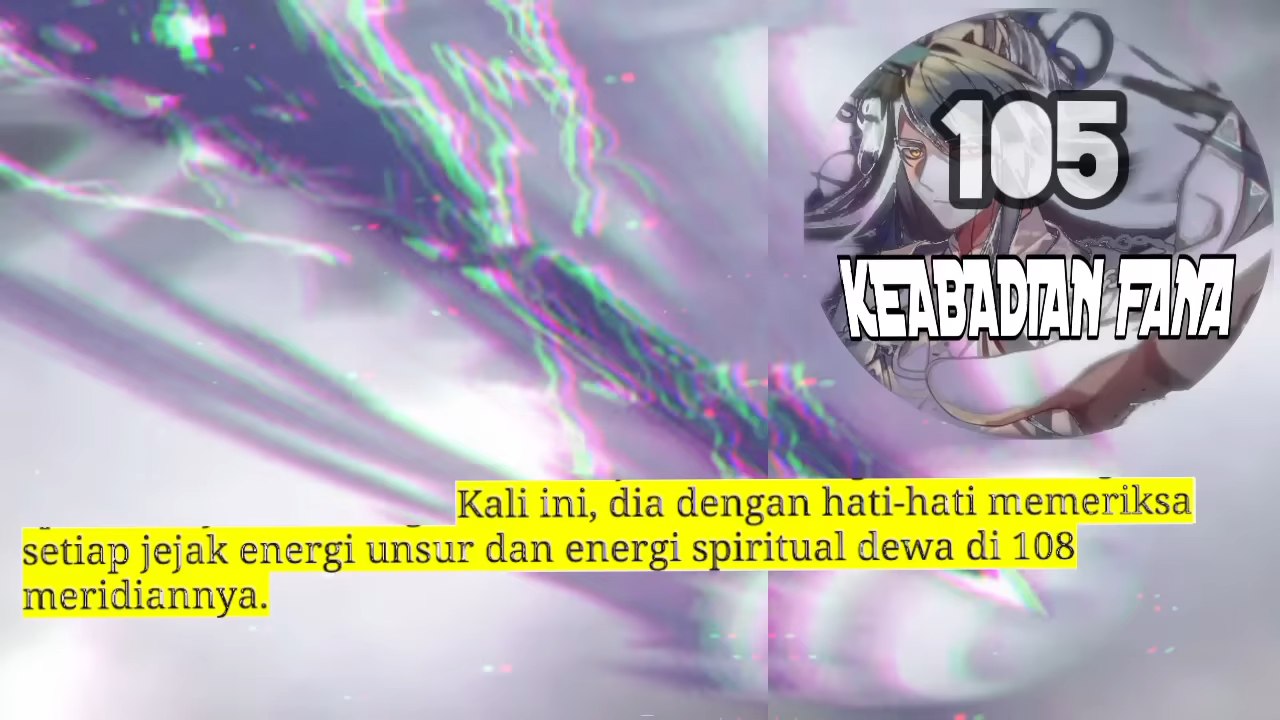 105
KEABADIAN FANA
Kali ini, dia dengan hati-hati memeriksa
setiap jejak energi unsur dan energi spiritual dewa di 108
meridiannya.